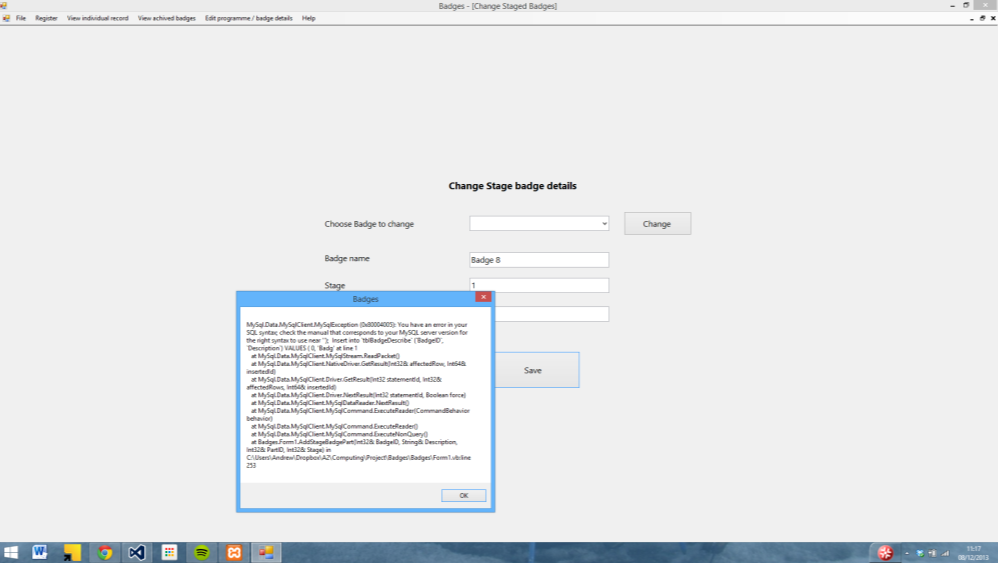 Badges - [Change Staged Badges]
File Register View individual record View achived badges Edit programme / badge details Help
Change Stage badge details
Choose Badge to change
Change
Badge name
Badge 8
Stage
1
Badges
MySql.Data.MySqlClient.MySqlException (0x80004005): You have an error in your
SQL syntax; check the manual that corresponds to your MySQL server version for
the right syntax to use near ''); Insert into 'tblBadgeDescribe' ('BadgeID',
'Description') VALUES ( 0, 'Badg' at line 1
at MySql.Data.MySqlClient.MySqlStream.ReadPacket()
at MySql.Data.MySqlClient.NativeDriver.GetResult(Int32& affectedRow, Int64&
insertedId)
at MySql.Data.MySqlClient.Driver.GetResult(Int32 statementId, Int32&
affectedRows, Int64& insertedId)
at MySql.Data.MySqlClient.Driver.NextResult(Int32 statementId, Boolean force)
at MySql.Data.MySqlClient.MySqlDataReader.NextResult()
at MySql.Data.MySqlClient.MySqlCommand.ExecuteReader(CommandBehavior
behavior)
at MySql.Data.MySqlClient.MySqlCommand.ExecuteReader()
at MySql.Data.MySqlClient.MySqlCommand.ExecuteNonQuery()
at Badges.Form1.AddStageBadgePart(Int32& BadgeID, String& Description,
Int32& PartID, Int32& Stage) in
C:\Users\Andrew\Dropbox\A2\Computing\Project\Badges\Badges\Form1.vb:line
253
OK
Save
11:17
08/12/2013